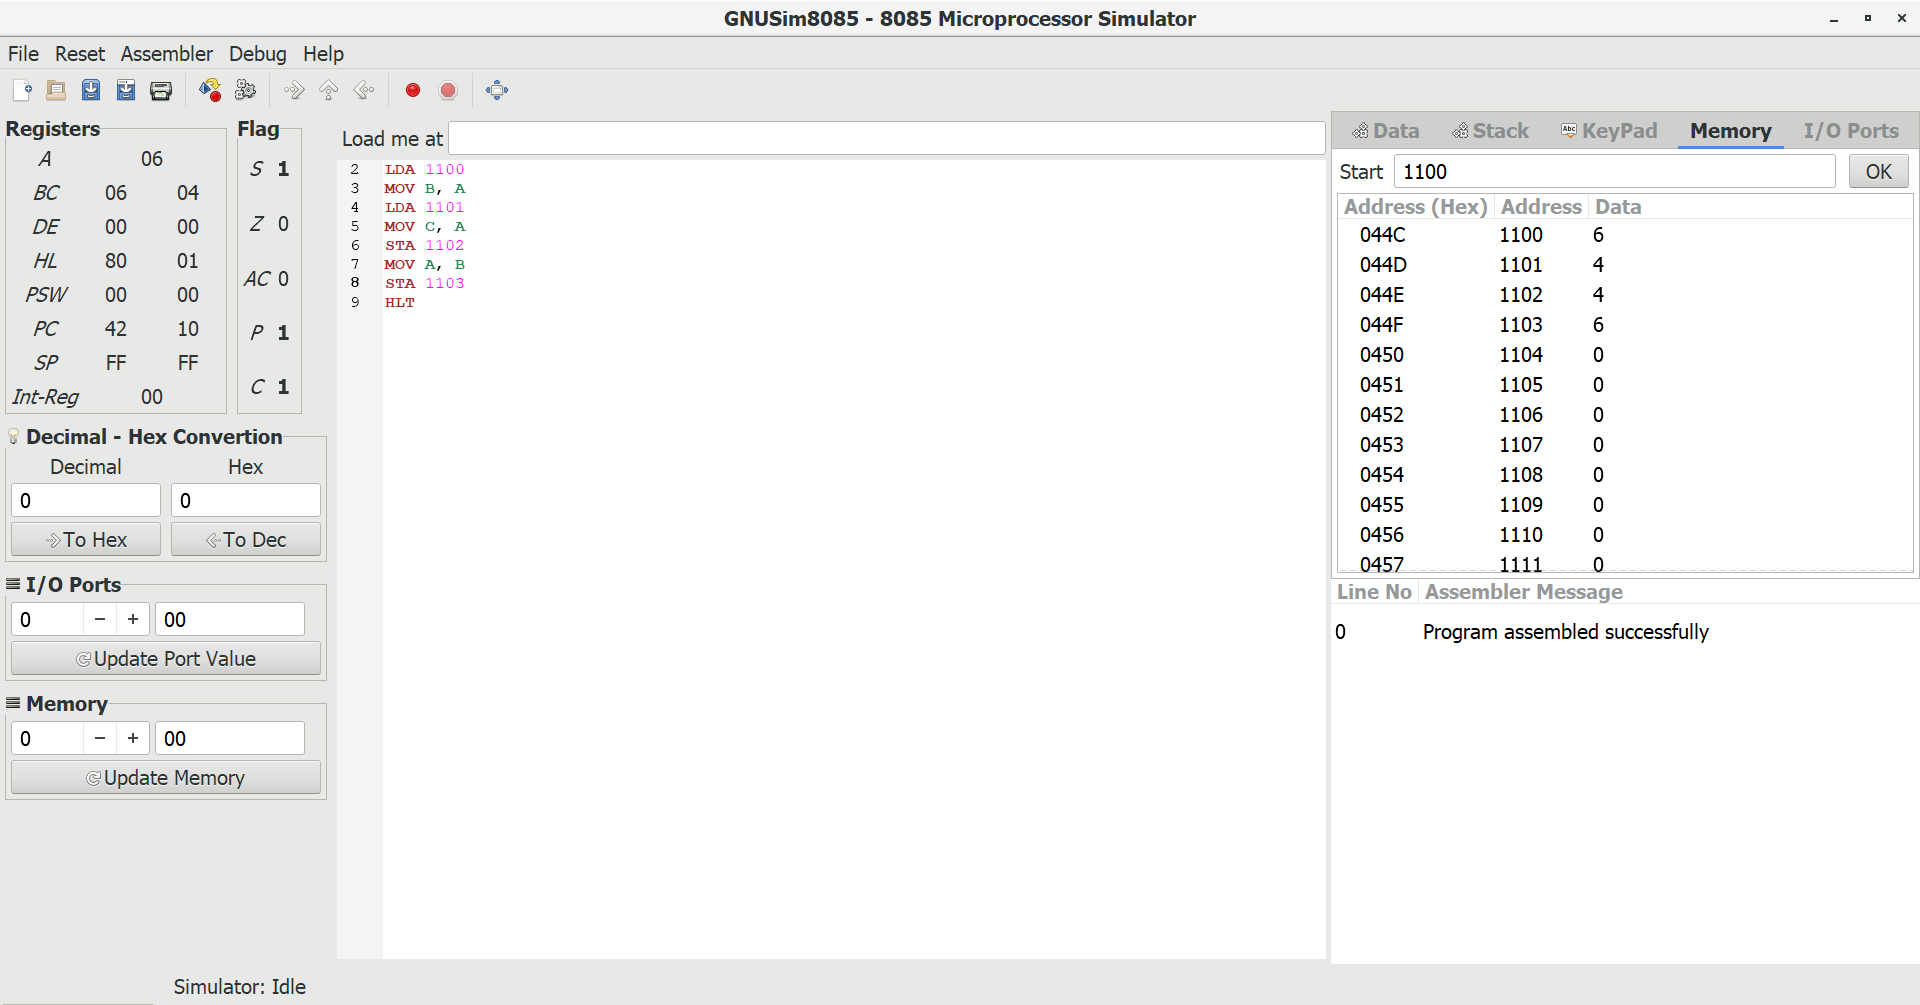 GNUSim8085 - 8085 Microprocessor Simulator
File Reset Assembler Debug Help
Registers
A 06
BC 06 04
DE 00 00
HL 80 01
PSW 00 00
PC 42 10
SP FF FF
Int-Reg 00
Flag
S 1
Z 0
AC 0
P 1
C 1
Decimal - Hex Convertion
Decimal Hex
0 0
To Hex To Dec
I/O Ports
0 − + 00
Update Port Value
Memory
0 − + 00
Update Memory
Load me at
2 LDA 1100
3 MOV B, A
4 LDA 1101
5 MOV C, A
6 STA 1102
7 MOV A, B
8 STA 1103
9 HLT
Data Stack Abc KeyPad Memory I/O Ports
Start 1100 OK
Address (Hex) Address Data
044C 1100 6
044D 1101 4
044E 1102 4
044F 1103 6
0450 1104 0
0451 1105 0
0452 1106 0
0453 1107 0
0454 1108 0
0455 1109 0
0456 1110 0
0457 1111 0
Line No Assembler Message
0 Program assembled successfully
Simulator: Idle